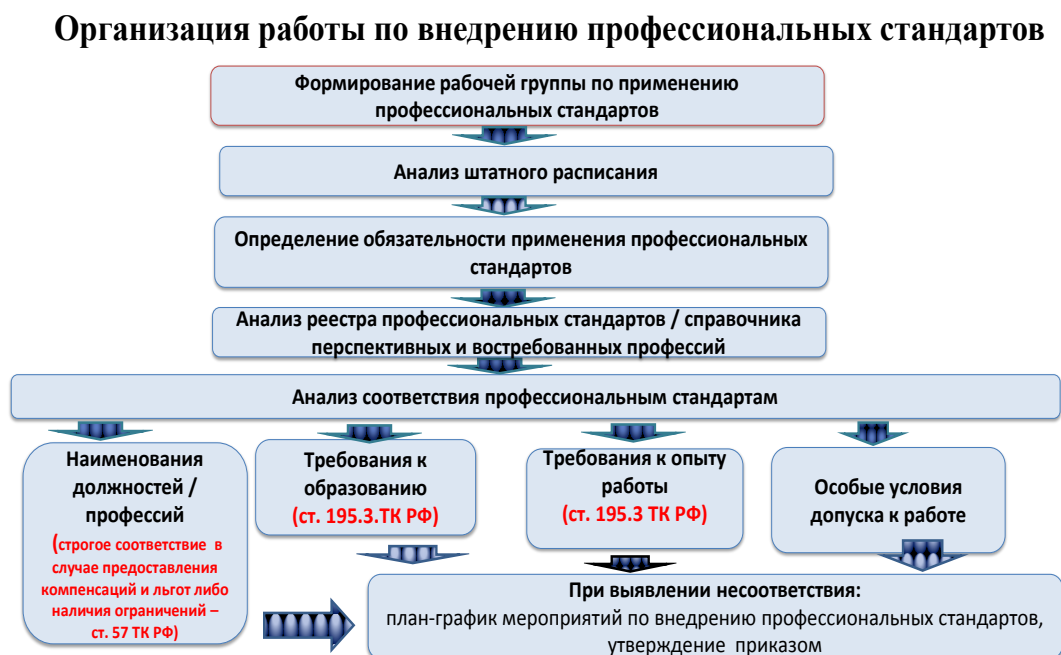 Организация работы по внедрению профессиональных стандартов
Формирование рабочей группы по применению
профессиональных стандартов
Анализ штатного расписания
Определение обязательности применения профессиональных
стандартов
Анализ реестра профессиональных стандартов / справочника
перспективных и востребованных профессий
Анализ соответствия профессиональным стандартам
Наименования
должностей /
профессий
(строгое соответствие в
случае предоставления
компенсаций и льгот либо
наличия ограничений –
ст. 57 ТК РФ)
Требования к
образованию
(ст. 195.3.ТК РФ)
Требования к опыту
работы
(ст. 195.3 ТК РФ)
Особые условия
допуска к работе
При выявлении несоответствия:
план-график мероприятий по внедрению профессиональных стандартов,
утверждение приказом